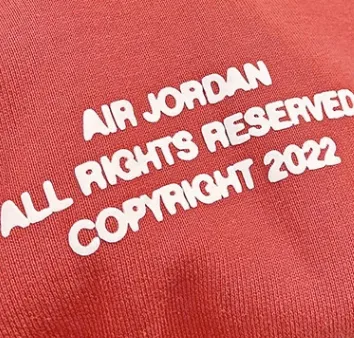 AIR JORDAN
ALL RIGHTS RESERVED
COPYRIGHT 2022